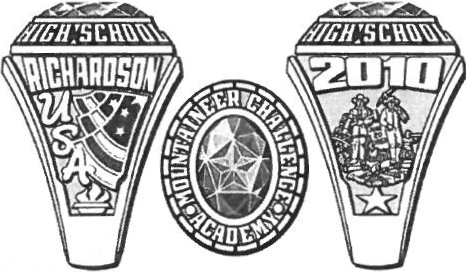 HIGH SCHOOL
RICHARDSON
USA
MOUNTAINEER CHALLENGE
ACADEMY
HIGH SCHOOL
2010